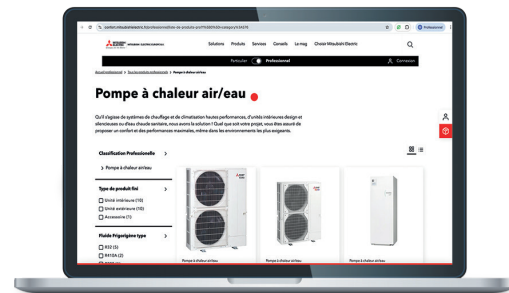 Solutions Produits Services Conseils Le mag Choisir Mitsubishi Electric
Particulier Professionnel Connexion
Pompe à chaleur air/eau
Qu'il s'agisse de systèmes de chauffage et de climatisation hautes performances, d'unités intérieures design et
silencieuses ou d'eau chaude sanitaire, nous avons la solution ! Quel que soit votre projet, vous êtes assuré de
proposer un confort et des performances maximales, même dans les environnements les plus exigeants.
Classification Professionelle
Pompe à chaleur air/eau
Type de produit fini
Unité intérieure (10)
Unité extérieure (10)
Accessoire (1)
Fluide Frigorigène type
R32 (5)
R410A (2)
Pompe à chaleur air/eau Pompe à chaleur air/eau Pompe à chaleur air/eau